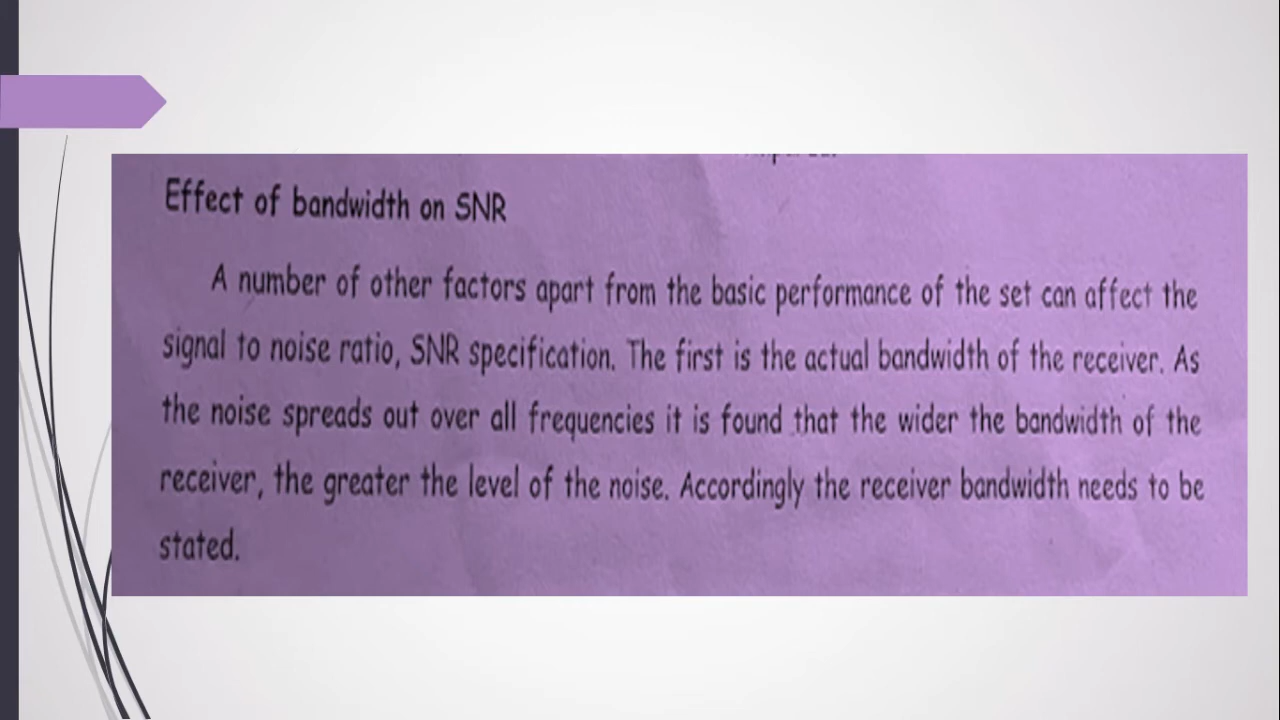 Effect of bandwidth on SNR
A number of other factors apart from the basic performance of the set can affect the
signal to noise ratio, SNR specification. The first is the actual bandwidth of the receiver. As
the noise spreads out over all frequencies it is found that the wider the bandwidth of the
receiver, the greater the level of the noise. Accordingly the receiver bandwidth needs to be
stated.